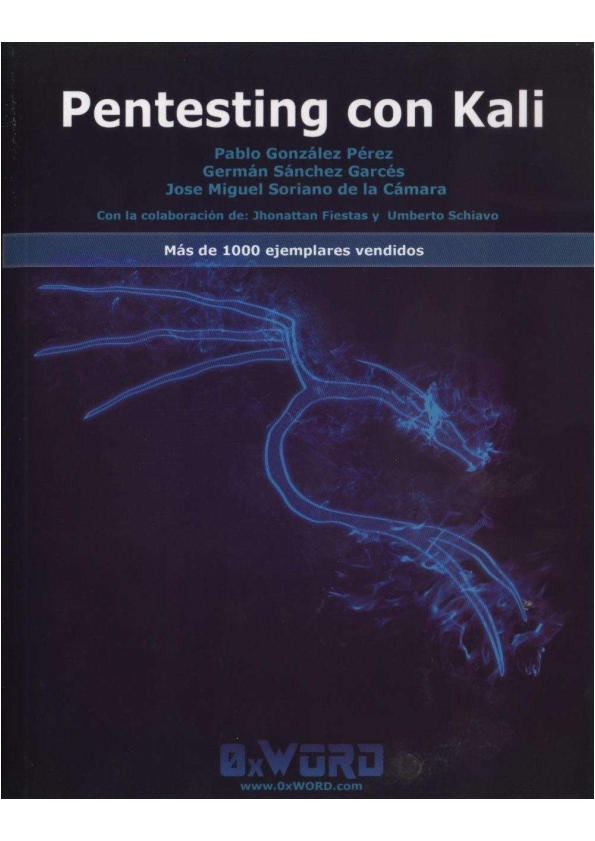 Pentesting con Kali
Pablo González Pérez
Germán Sánchez Garcés
Jose Miguel Soriano de la Cámara
Con la colaboración de: Jhonattan Fiestas y Umberto Schiavo
Más de 1000 ejemplares vendidos
0xWORD
www.0xWORD.com